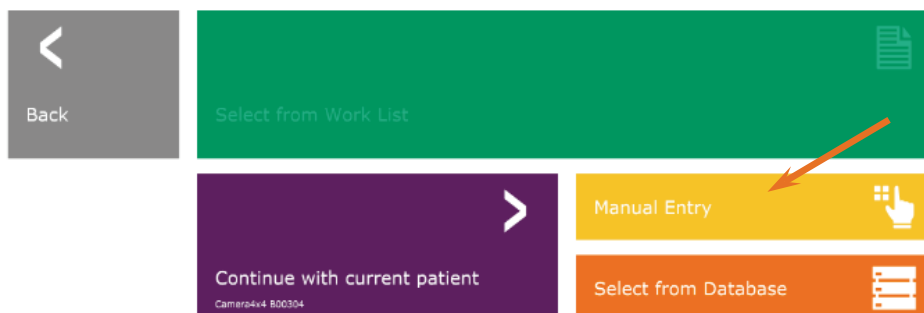 Back
Select from Work List
Manual Entry
Continue with current patient
Camera4x4 B00304
Select from Database